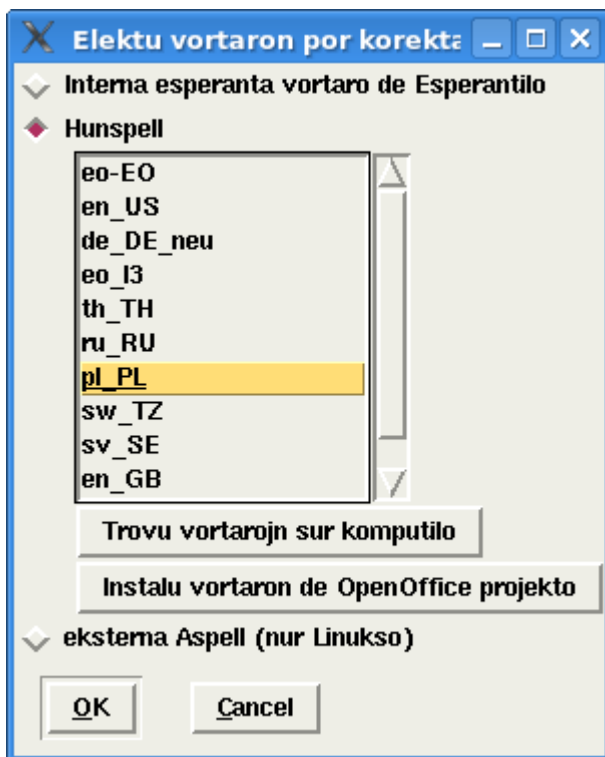 Elektu vortaron por korekta
Interna esperanta vortaro de Esperantilo
Hunspell
eo-EO
en_US
de_DE_neu
eo_l3
th_TH
ru_RU
pl_PL
sw_TZ
sv_SE
en_GB
Trovu vortarojn sur komputilo
Instalu vortaron de OpenOffice projekto
eksterna Aspell (nur Linukso)
OK Cancel